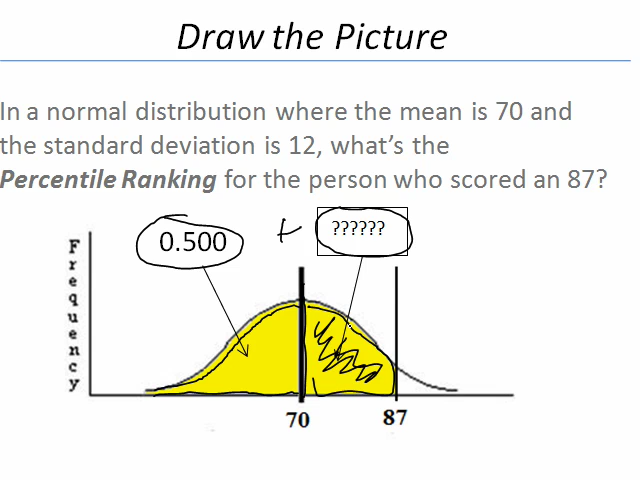 Draw the Picture
In a normal distribution where the mean is 70 and
the standard deviation is 12, what's the
Percentile Ranking for the person who scored an 87?
0.500 + ??????
Frequency
70 87